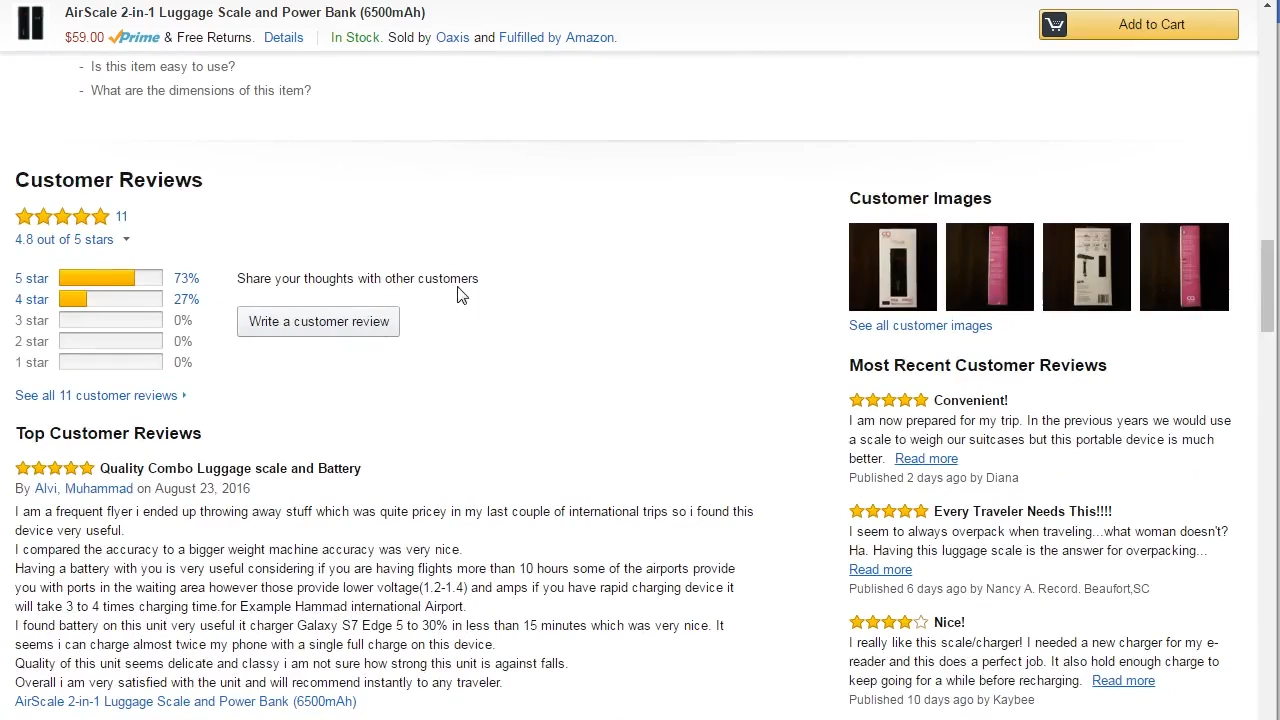 AirScale 2-in-1 Luggage Scale and Power Bank (6500mAh)
$59.00 Prime & Free Returns. Details | In Stock. Sold by Oaxis and Fulfilled by Amazon.
Add to Cart
- Is this item easy to use?
- What are the dimensions of this item?
Customer Reviews
11
4.8 out of 5 stars
5 star 73%
4 star 27%
3 star 0%
2 star 0%
1 star 0%
Share your thoughts with other customers
Write a customer review
See all 11 customer reviews
Top Customer Reviews
Quality Combo Luggage scale and Battery
By Alvi, Muhammad on August 23, 2016
I am a frequent flyer i ended up throwing away stuff which was quite pricey in my last couple of international trips so i found this
device very useful.
I compared the accuracy to a bigger weight machine accuracy was very nice.
Having a battery with you is very useful considering if you are having flights more than 10 hours some of the airports provide
you with ports in the waiting area however those provide lower voltage(1.2-1.4) and amps if you have rapid charging device it
will take 3 to 4 times charging time.for Example Hammad international Airport.
I found battery on this unit very useful it charger Galaxy S7 Edge 5 to 30% in less than 15 minutes which was very nice. It
seems i can charge almost twice my phone with a single full charge on this device.
Quality of this unit seems delicate and classy i am not sure how strong this unit is against falls.
Overall i am very satisfied with the unit and will recommend instantly to any traveler.
AirScale 2-in-1 Luggage Scale and Power Bank (6500mAh)
Customer Images
See all customer images
Most Recent Customer Reviews
Convenient!
I am now prepared for my trip. In the previous years we would use
a scale to weigh our suitcases but this portable device is much
better. Read more
Published 2 days ago by Diana
Every Traveler Needs This!!!!
I seem to always overpack when traveling...what woman doesn't?
Ha. Having this luggage scale is the answer for overpacking...
Read more
Published 6 days ago by Nancy A. Record. Beaufort,SC
Nice!
I really like this scale/charger! I needed a new charger for my e-
reader and this does a perfect job. It also hold enough charge to
keep going for a while before recharging. Read more
Published 10 days ago by Kaybee